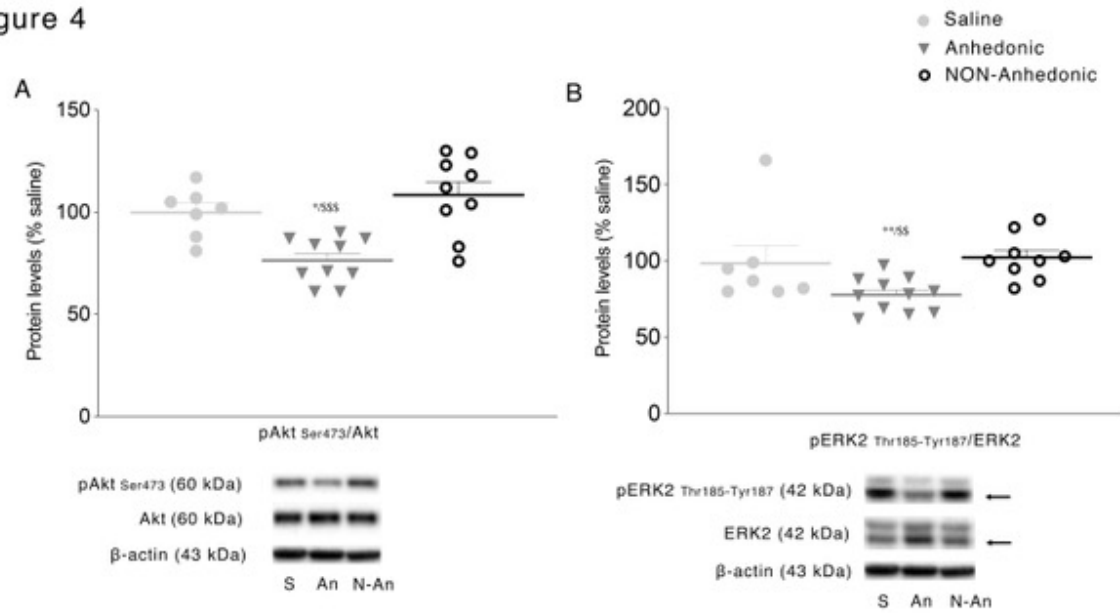 gure 4
Saline
Anhedonic
NON-Anhedonic
A
150
100
50
0
Protein levels (% saline)
*/$$$
pAkt Ser473/Akt
pAkt Ser473 (60 kDa)
Akt (60 kDa)
β-actin (43 kDa)
S An N-An
B
200
150
100
50
0
Protein levels (% saline)
**/$$
pERK2 Thr185-Tyr187/ERK2
pERK2 Thr185-Tyr187 (42 kDa)
ERK2 (42 kDa)
β-actin (43 kDa)
S An N-An